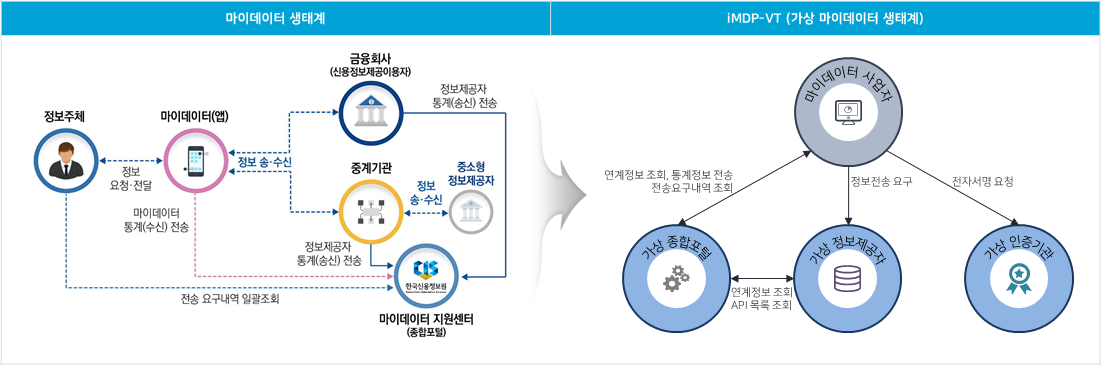 마이데이터 생태계
iMDP-VT (가상 마이데이터 생태계)
금융회사
(신용정보제공이용자)
정보제공자
통계(송신) 전송
정보주체
마이데이터(앱)
정보
요청·전달
정보 송·수신
중계기관
정보
송·수신
중소형
정보제공자
마이데이터
통계(수신) 전송
정보제공자
통계(송신) 전송
CIS
한국신용정보원
전송 요구내역 일괄조회
마이데이터 지원센터
(종합포털)
마이데이터 사업자
연계정보 조회, 통계정보 전송
전송요구내역 조회
정보전송 요구
전자서명 요청
가상 종합포털
가상 정보제공자
가상 인증기관
연계정보 조회
API 목록 조회